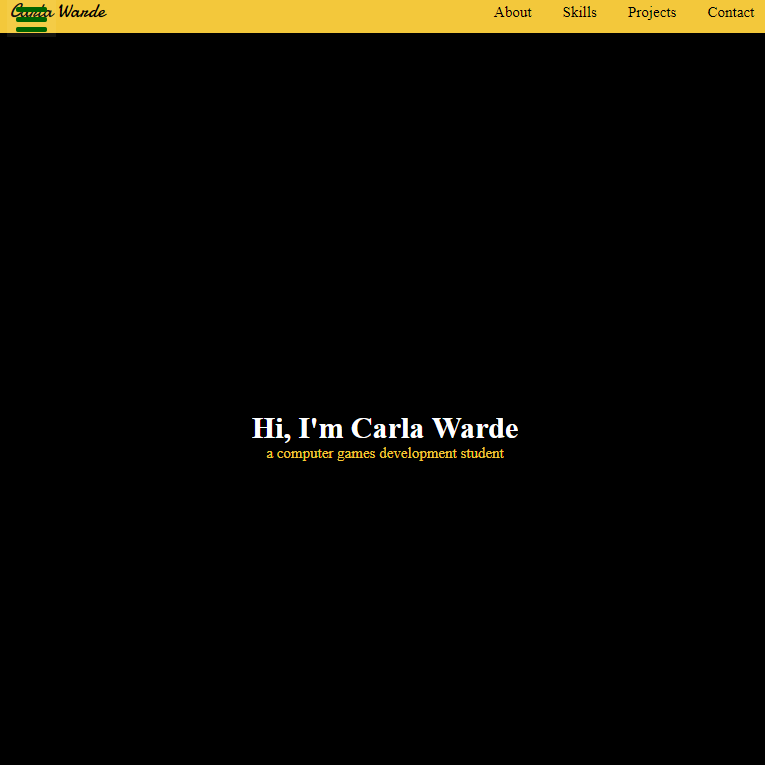 Carla Warde
About Skills Projects Contact
Hi, I'm Carla Warde
a computer games development student